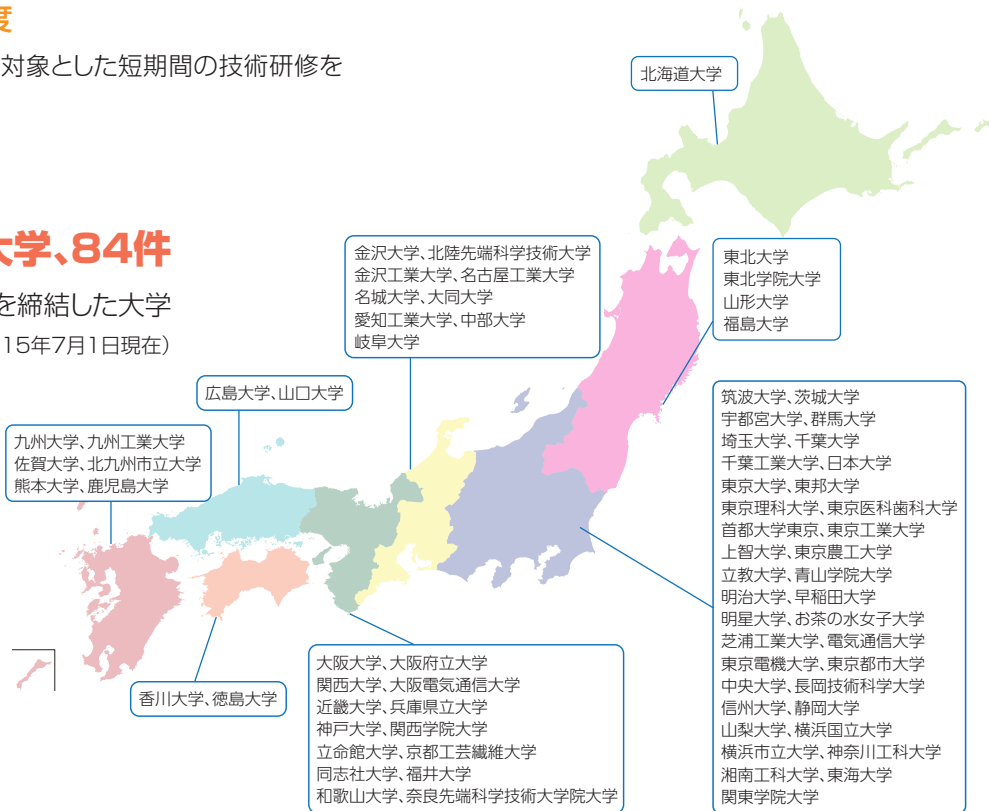 度
対象とした短期間の技術研修を
大学、84件
を締結した大学
15年7月1日現在）
北海道大学
東北大学
東北学院大学
山形大学
福島大学
金沢大学、北陸先端科学技術大学
金沢工業大学、名古屋工業大学
名城大学、大同大学
愛知工業大学、中部大学
岐阜大学
広島大学、山口大学
九州大学、九州工業大学
佐賀大学、北九州市立大学
熊本大学、鹿児島大学
筑波大学、茨城大学
宇都宮大学、群馬大学
埼玉大学、千葉大学
千葉工業大学、日本大学
東京大学、東邦大学
東京理科大学、東京医科歯科大学
首都大学東京、東京工業大学
上智大学、東京農工大学
立教大学、青山学院大学
明治大学、早稲田大学
明星大学、お茶の水女子大学
芝浦工業大学、電気通信大学
東京電機大学、東京都市大学
中央大学、長岡技術科学大学
信州大学、静岡大学
山梨大学、横浜国立大学
横浜市立大学、神奈川工科大学
湘南工科大学、東海大学
関東学院大学
香川大学、徳島大学
大阪大学、大阪府立大学
関西大学、大阪電気通信大学
近畿大学、兵庫県立大学
神戸大学、関西学院大学
立命館大学、京都工芸繊維大学
同志社大学、福井大学
和歌山大学、奈良先端科学技術大学院大学